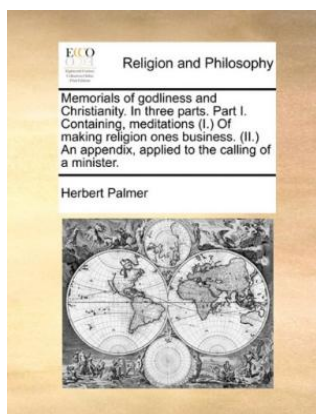 ECCO
Religion and Philosophy
Memorials of godliness and
Christianity. In three parts. Part I.
Containing, meditations (I.) Of
making religion ones business. (II.)
An appendix, applied to the calling of
a minister.
Herbert Palmer